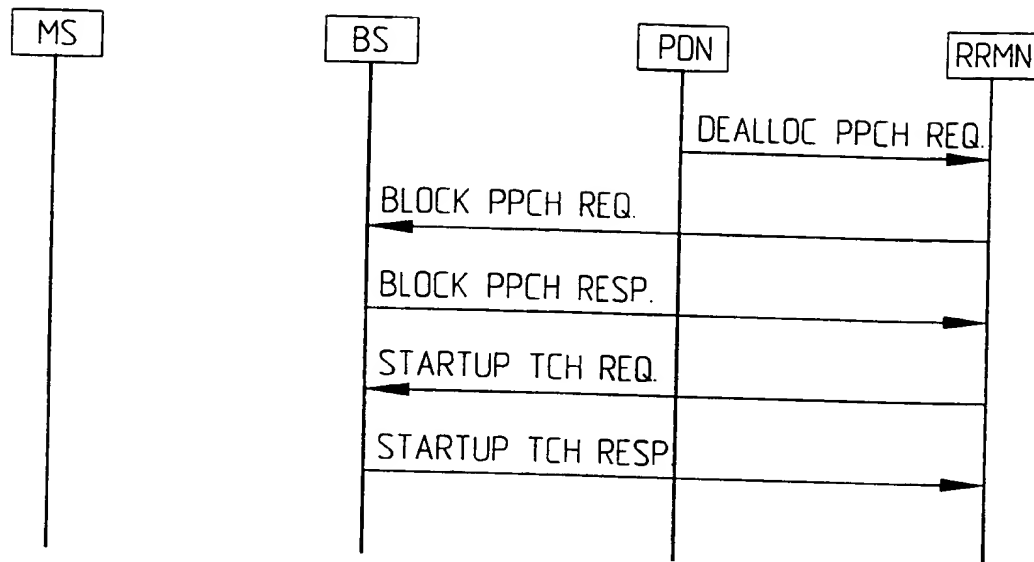 MS
BS
PDN
RRMN
DEALLOC PPCH REQ.
BLOCK PPCH REQ.
BLOCK PPCH RESP.
STARTUP TCH REQ.
STARTUP TCH RESP